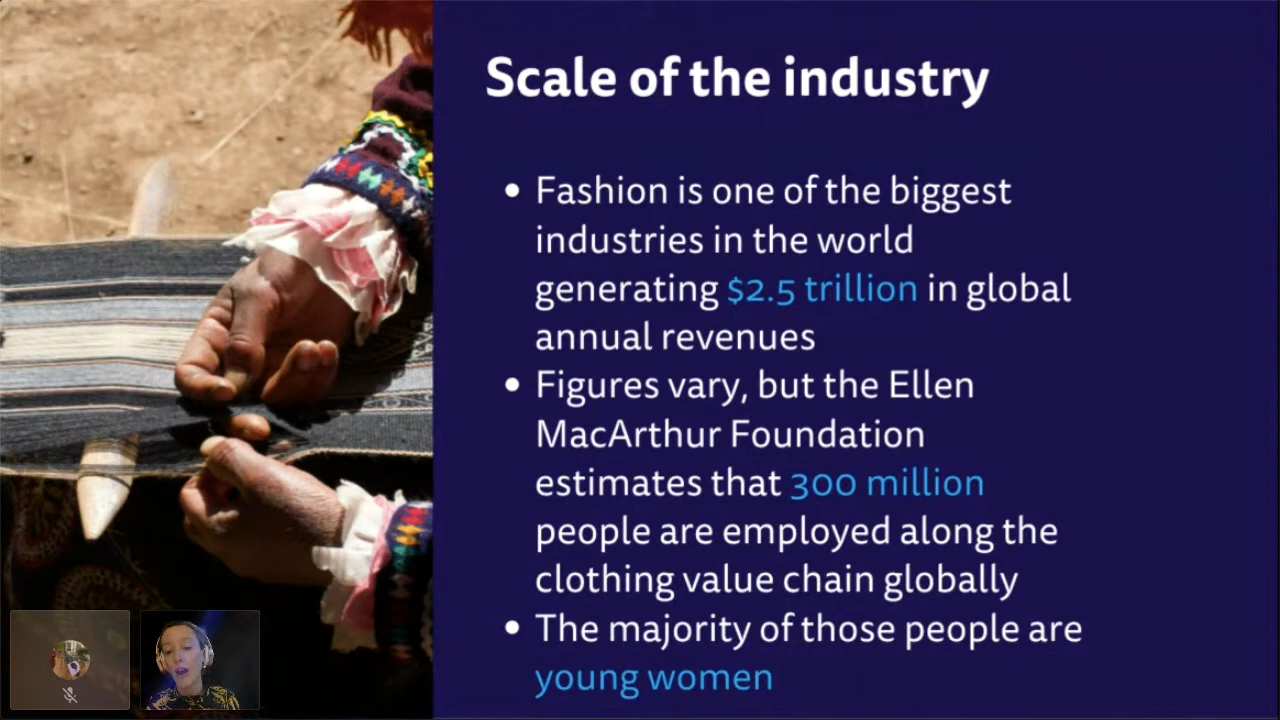 Scale of the industry
• Fashion is one of the biggest
industries in the world
generating $2.5 trillion in global
annual revenues
• Figures vary, but the Ellen
MacArthur Foundation
estimates that 300 million
people are employed along the
clothing value chain globally
• The majority of those people are
young women